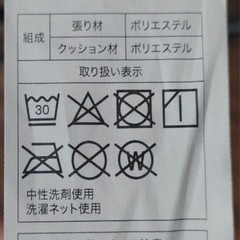 組成 張り材 ポリエステル
クッション材 ポリエステル
取り扱い表示
30
W
中性洗剤使用
洗濯ネット使用